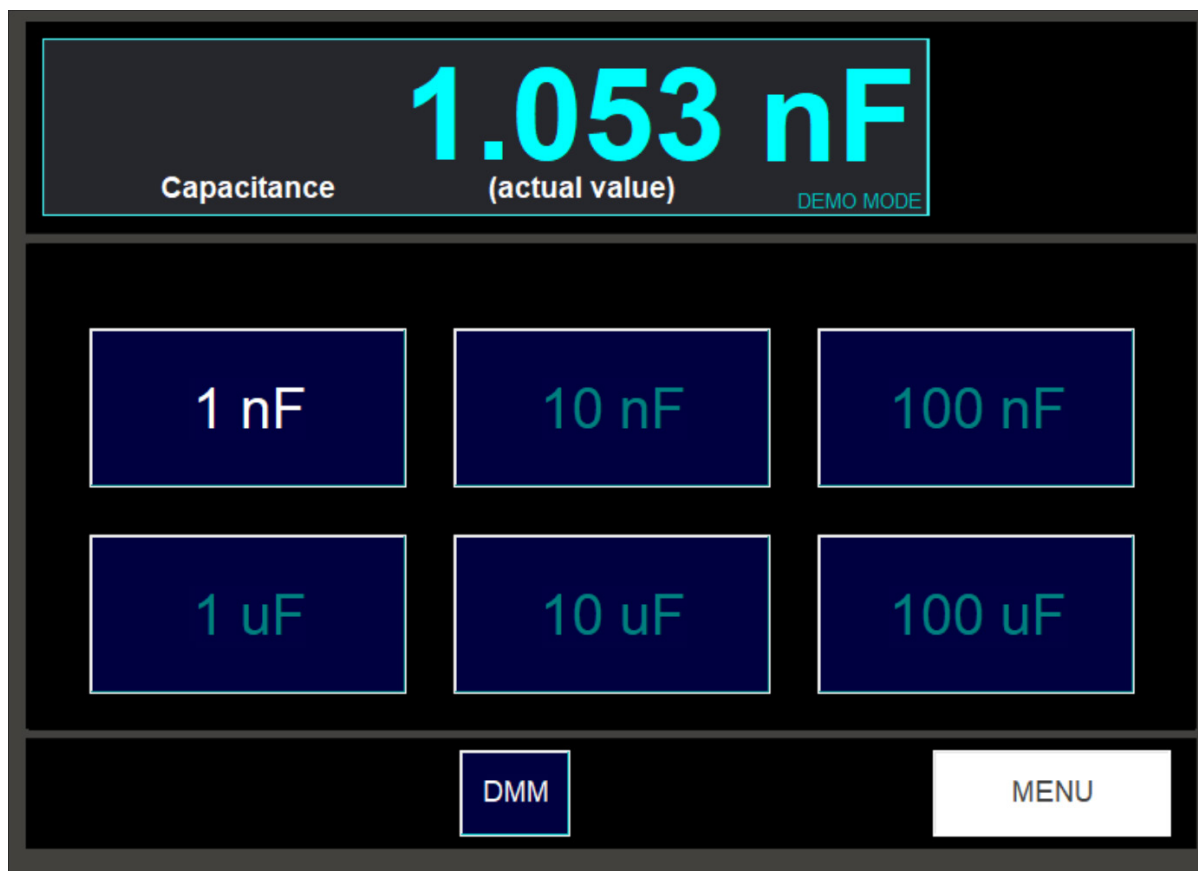 1.053 nF
Capacitance (actual value) DEMO MODE
1 nF 10 nF 100 nF
1 uF 10 uF 100 uF
DMM MENU